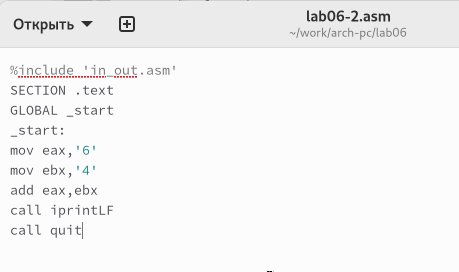 Открыть
lab06-2.asm
~/work/arch-pc/lab06
%include 'in_out.asm'
SECTION .text
GLOBAL _start
_start:
mov eax,'6'
mov ebx,'4'
add eax,ebx
call iprintLF
call quit